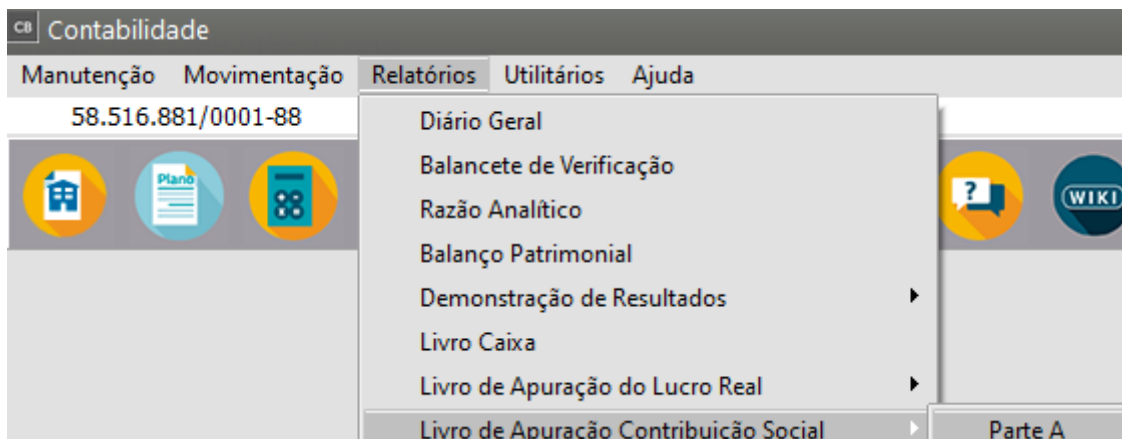 CB Contabilidade
Manutenção Movimentação Relatórios Utilitários Ajuda
58.516.881/0001-88
Plano
?
WIKI
Diário Geral
Balancete de Verificação
Razão Analítico
Balanço Patrimonial
Demonstração de Resultados
Livro Caixa
Livro de Apuração do Lucro Real
Livro de Apuração Contribuição Social
Parte A